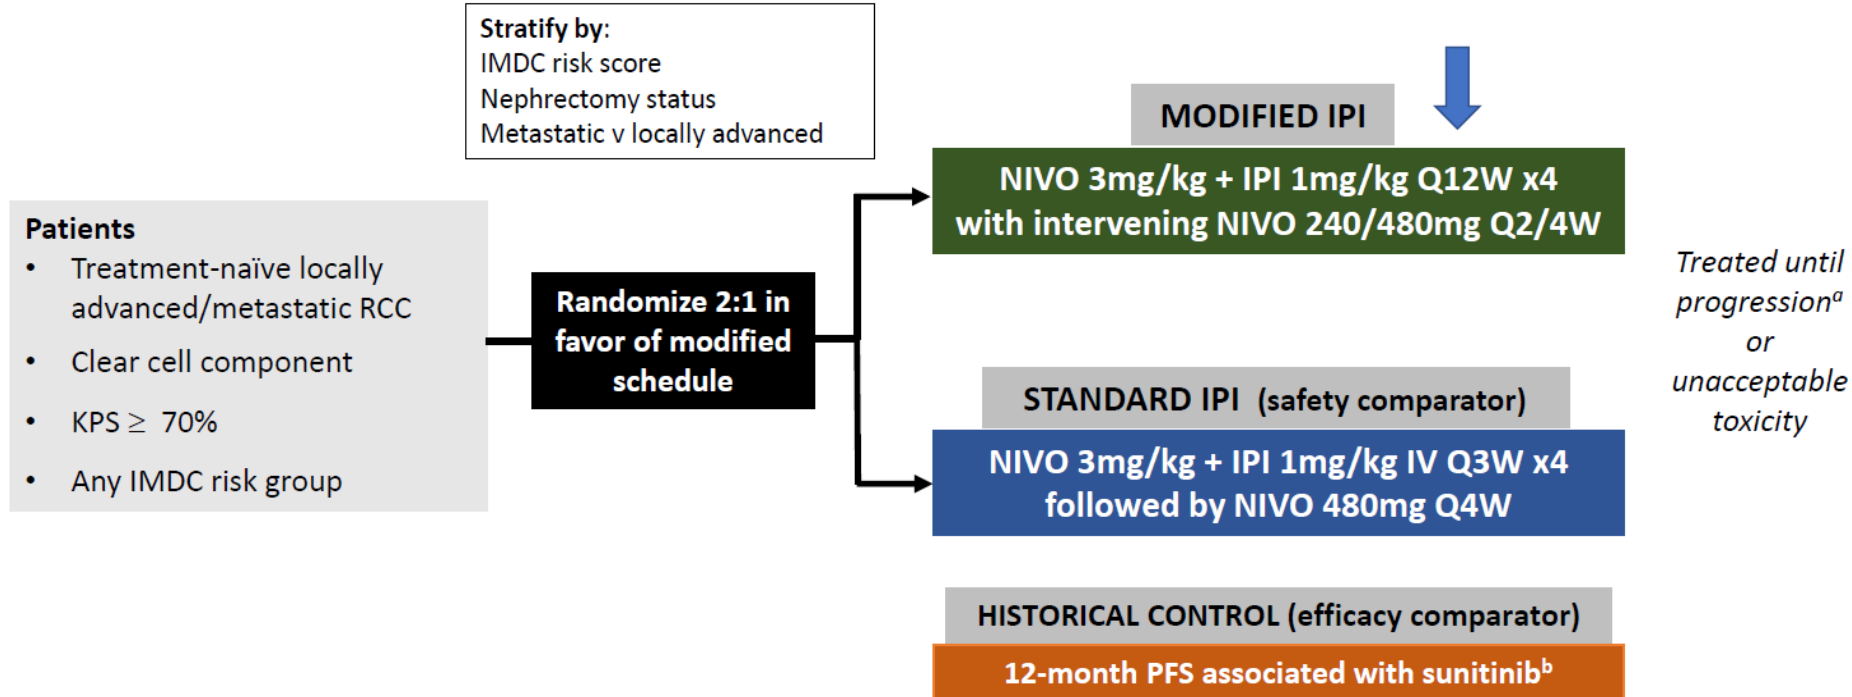 Stratify by:
IMDC risk score
Nephrectomy status
Metastatic v locally advanced
Patients
• Treatment-naïve locally
advanced/metastatic RCC
• Clear cell component
• KPS ≥ 70%
• Any IMDC risk group
Randomize 2:1 in
favor of modified
schedule
MODIFIED IPI
NIVO 3mg/kg + IPI 1mg/kg Q12W x4
with intervening NIVO 240/480mg Q2/4W
STANDARD IPI (safety comparator)
NIVO 3mg/kg + IPI 1mg/kg IV Q3W x4
followed by NIVO 480mg Q4W
HISTORICAL CONTROL (efficacy comparator)
12-month PFS associated with sunitinibᵇ
Treated until
progressionᵃ
or
unacceptable
toxicity